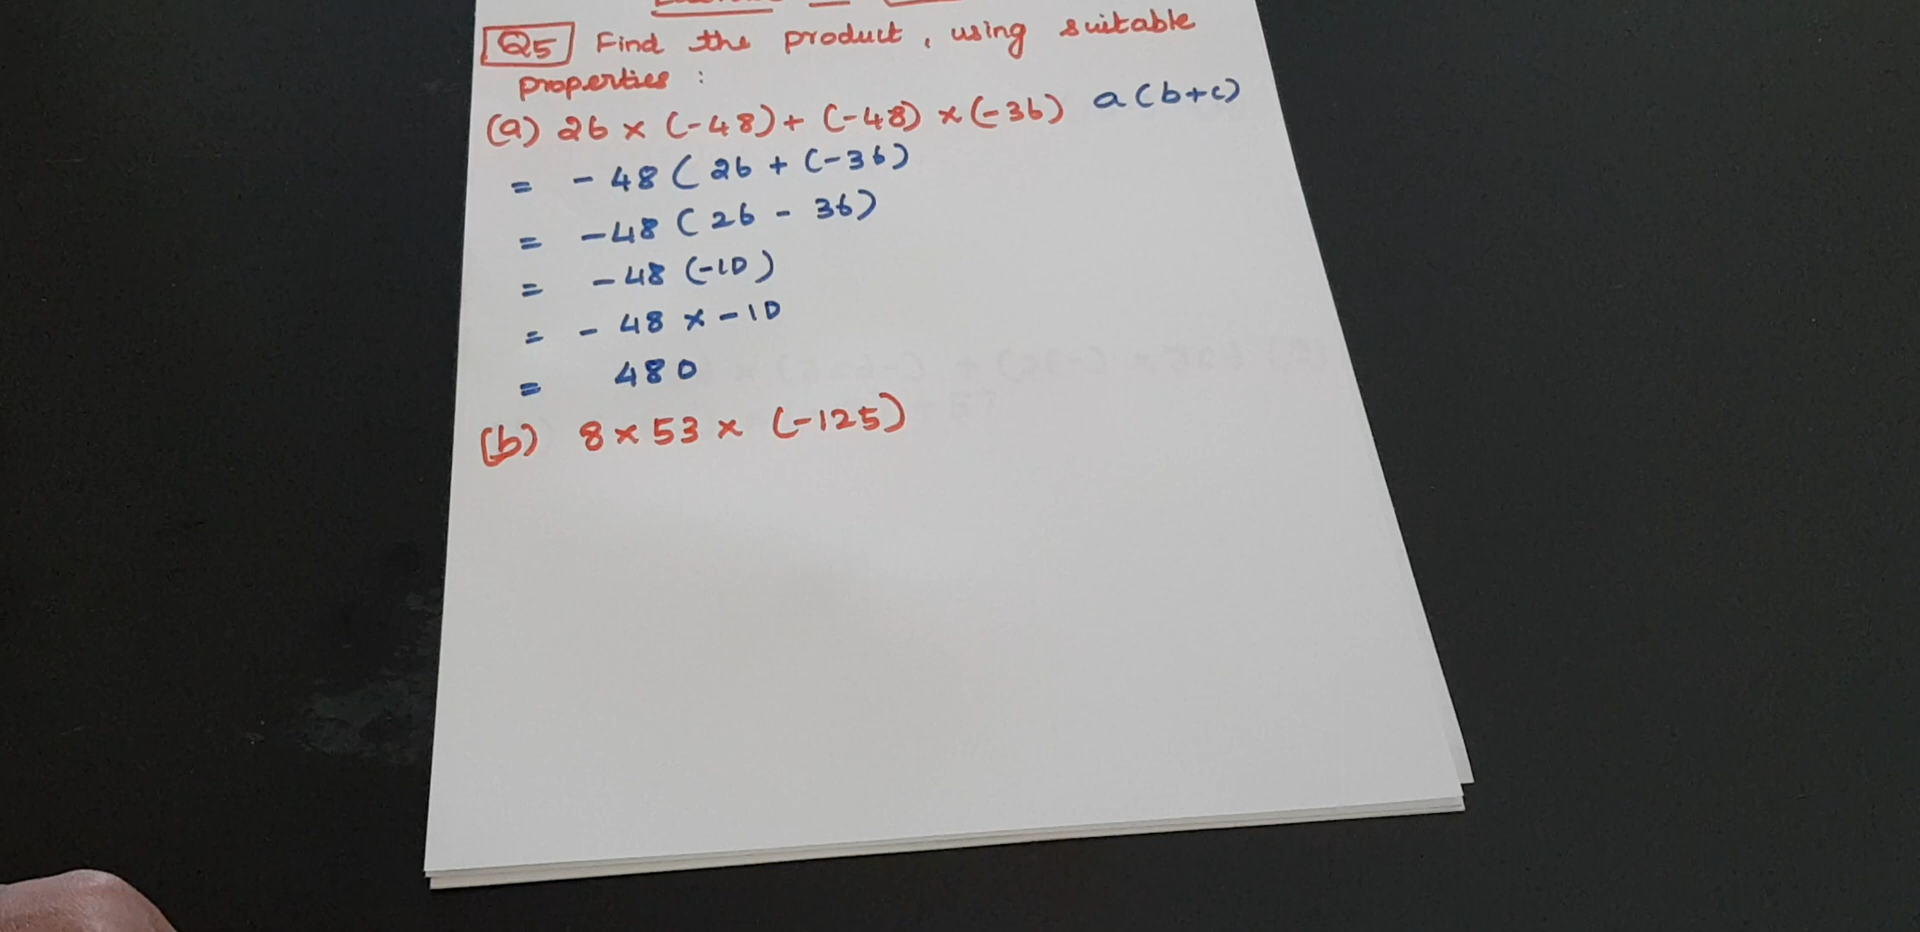 Q5 Find the product, using suitable
properties :
(a) 26 × (-48) + (-48) × (-36) a(b+c)
= - 48 ( 26 + (-36)
= -48 ( 26 - 36)
= -48 (-10)
= - 48 × -10
= 480
(b) 8 × 53 × (-125)